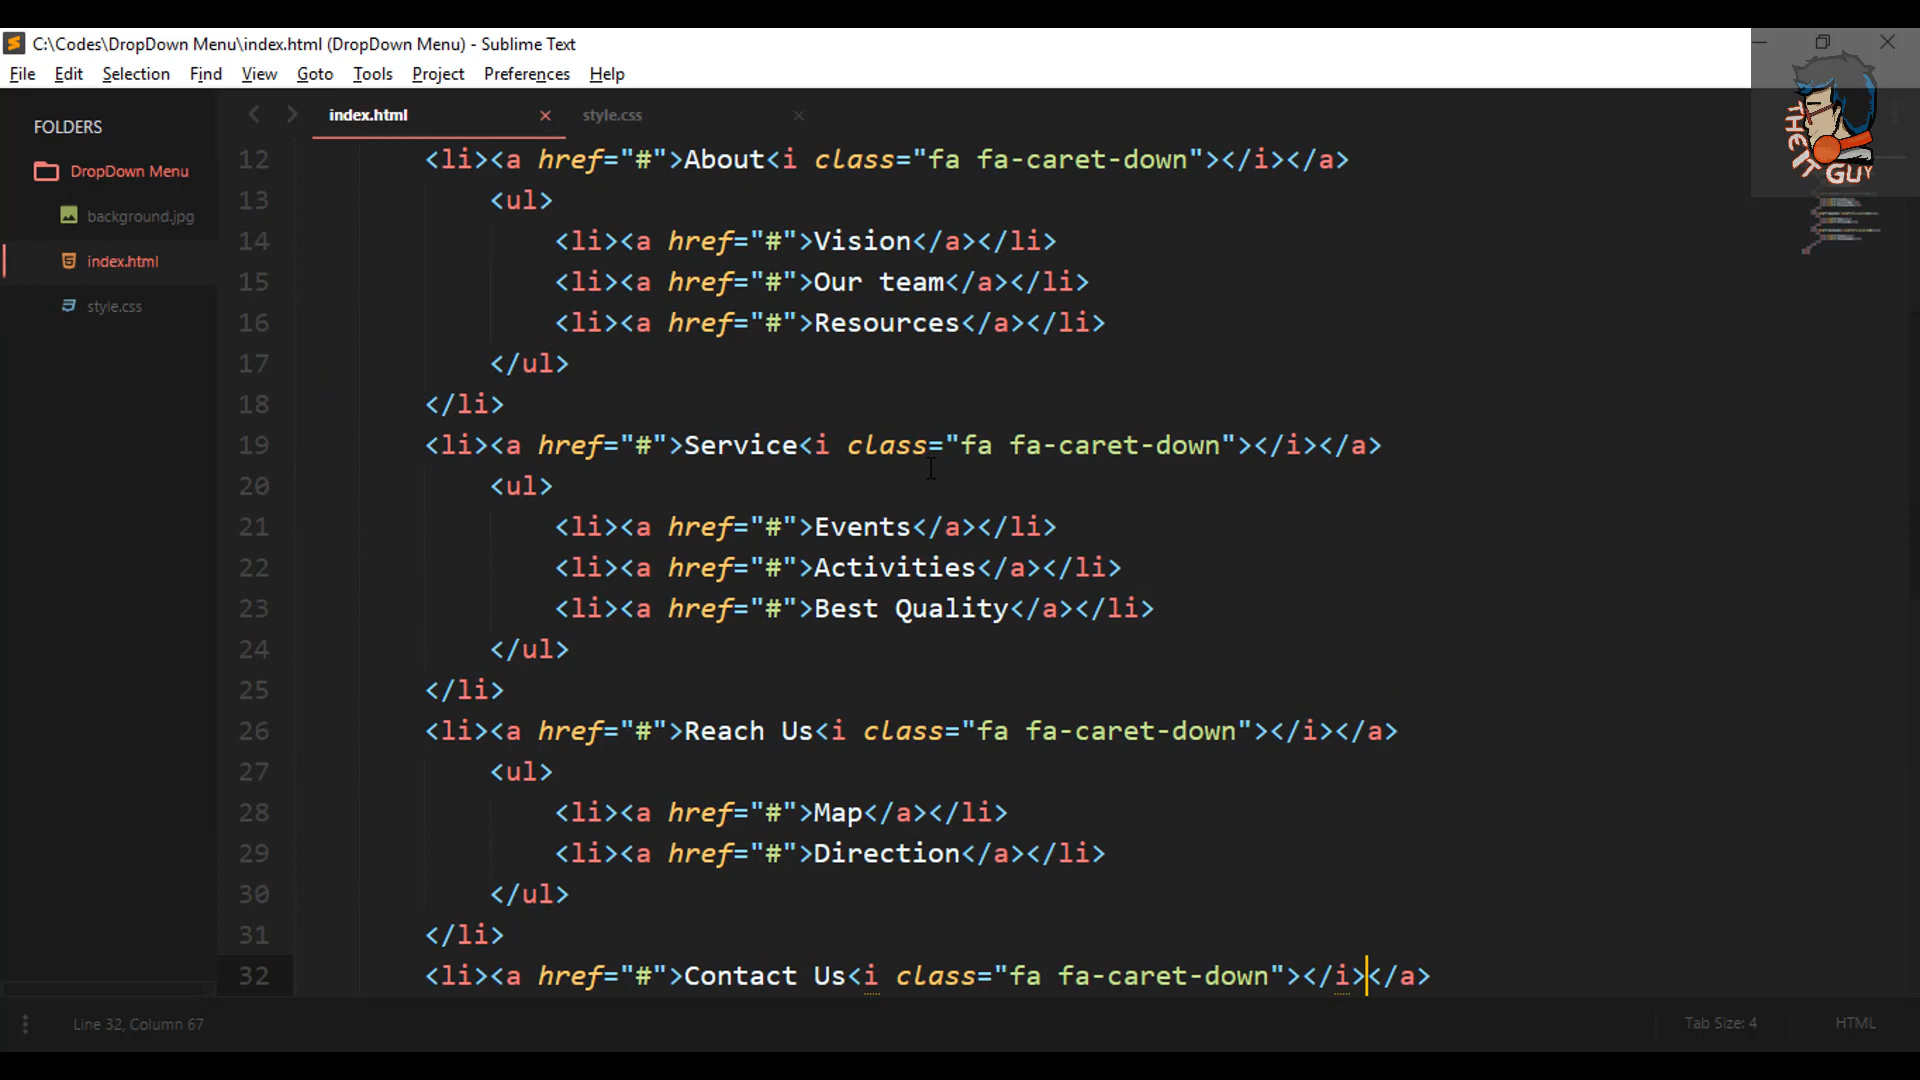 C:\Codes\DropDown Menu\index.html (DropDown Menu) - Sublime Text
File Edit Selection Find View Goto Tools Project Preferences Help
THE IT GUY
FOLDERS
DropDown Menu
background.jpg
index.html
style.css
index.html style.css
12 <li><a href="#">About<i class="fa fa-caret-down"></i></a>
13 <ul>
14 <li><a href="#">Vision</a></li>
15 <li><a href="#">Our team</a></li>
16 <li><a href="#">Resources</a></li>
17 </ul>
18 </li>
19 <li><a href="#">Service<i class="fa fa-caret-down"></i></a>
20 <ul>
21 <li><a href="#">Events</a></li>
22 <li><a href="#">Activities</a></li>
23 <li><a href="#">Best Quality</a></li>
24 </ul>
25 </li>
26 <li><a href="#">Reach Us<i class="fa fa-caret-down"></i></a>
27 <ul>
28 <li><a href="#">Map</a></li>
29 <li><a href="#">Direction</a></li>
30 </ul>
31 </li>
32 <li><a href="#">Contact Us<i class="fa fa-caret-down"></i></a>
Line 32, Column 67
Tab Size: 4
HTML